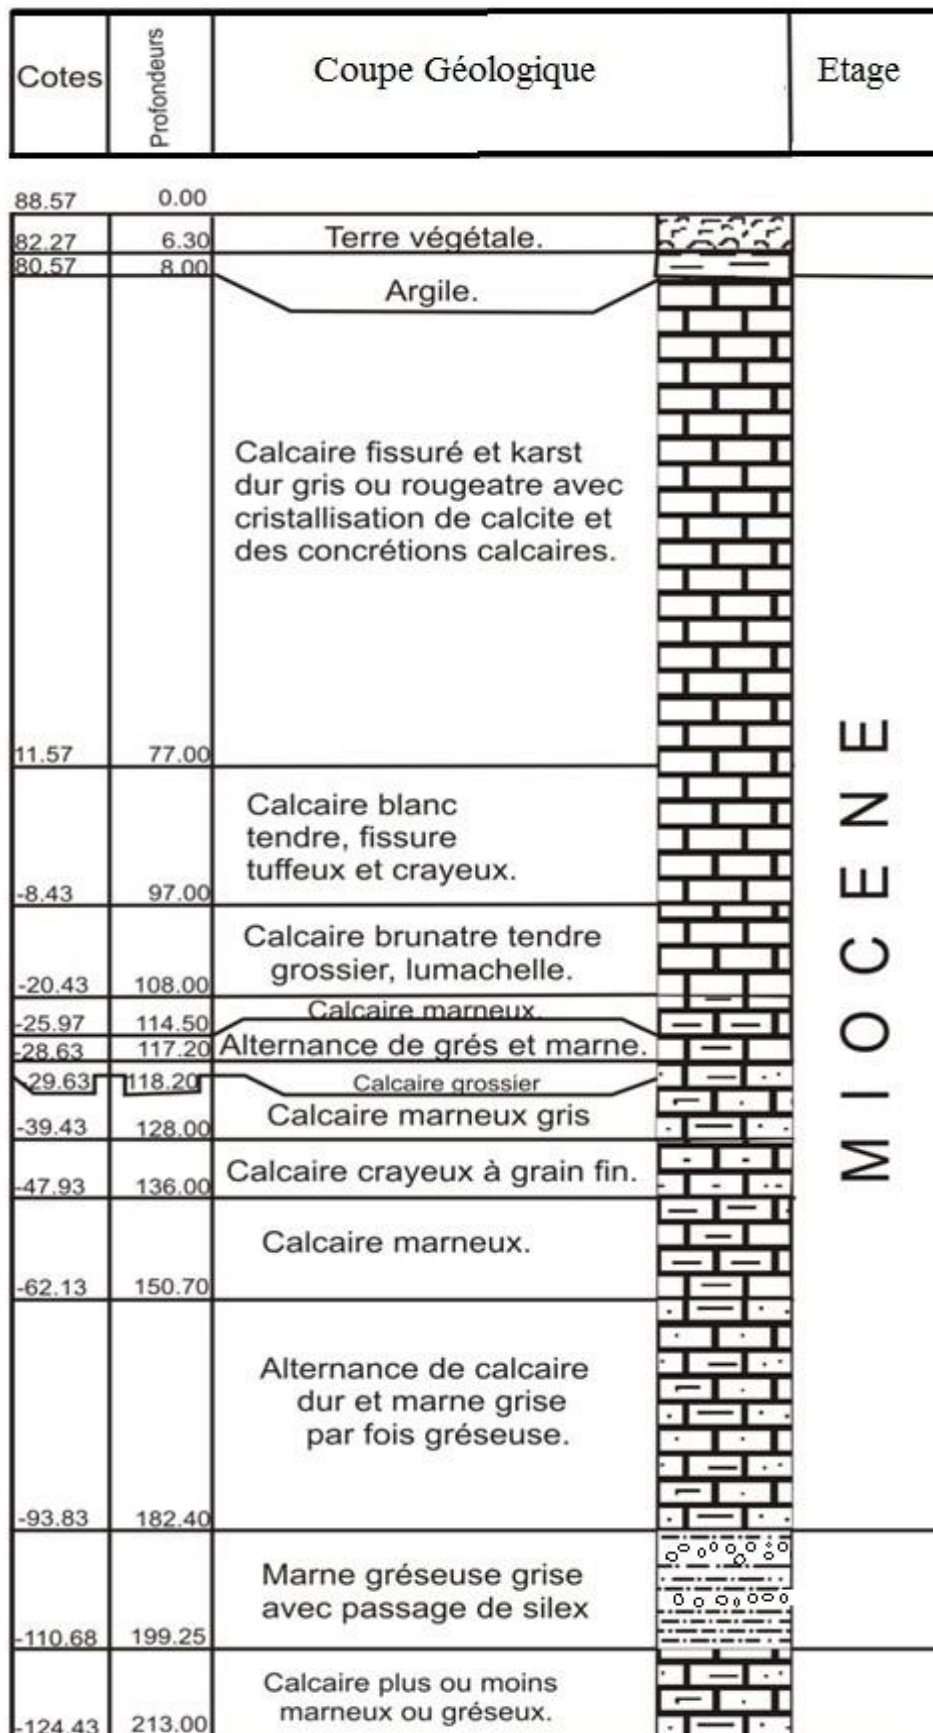 Cotes Profondeurs Coupe Géologique Etage
88.57 0.00
82.27 6.30 Terre végétale.
80.57 8.00
Argile.
Calcaire fissuré et karst
dur gris ou rougeatre avec
cristallisation de calcite et
des concrétions calcaires.
11.57 77.00
Calcaire blanc
tendre, fissure
tuffeux et crayeux.
-8.43 97.00
Calcaire brunatre tendre
grossier, lumachelle.
-20.43 108.00
Calcaire marneux.
-25.97 114.50
-28.63 117.20 Alternance de grés et marne.
-29.63 118.20 Calcaire grossier
Calcaire marneux gris
-39.43 128.00
Calcaire crayeux à grain fin.
-47.93 136.00
Calcaire marneux.
-62.13 150.70
Alternance de calcaire
dur et marne grise
par fois gréseuse.
-93.83 182.40
MIOCENE
Marne gréseuse grise
avec passage de silex
-110.68 199.25
Calcaire plus ou moins
marneux ou gréseux.
-124.43 213.00